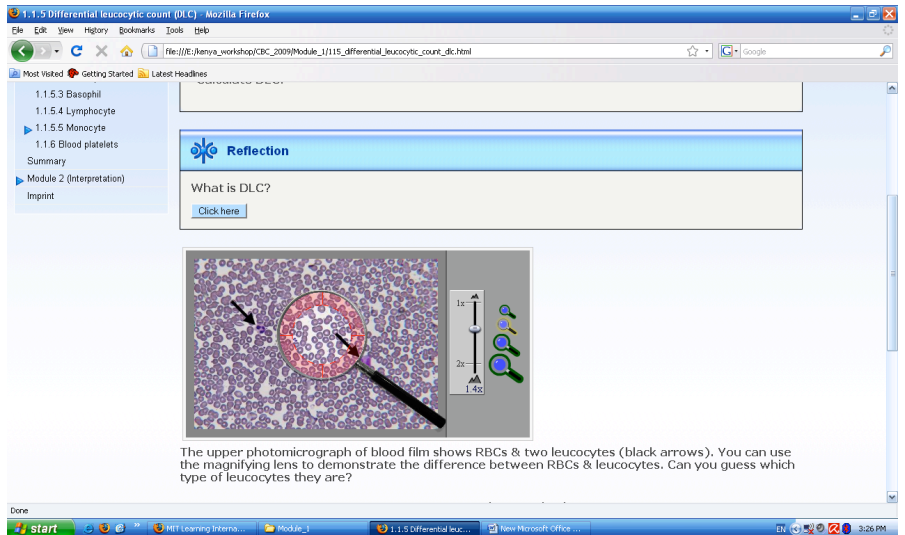 1.1.5 Differential leucocytic count (DLC) - Mozilla Firefox
File Edit View History Bookmarks Tools Help
file:///E:/kenya_workshop/CBC_2009/Module_1/115_differential_leucocytic_count_dlc.html
Google
Most Visited Getting Started Latest Headlines
1.1.5.3 Basophil
1.1.5.4 Lymphocyte
1.1.5.5 Monocyte
1.1.6 Blood platelets
Summary
Module 2 (Interpretation)
Imprint
Calculate DLC.
Reflection
What is DLC?
Click here
1x
2x
1.4x
The upper photomicrograph of blood film shows RBCs & two leucocytes (black arrows). You can use
the magnifying lens to demonstrate the difference between RBCs & leucocytes. Can you guess which
type of leucocytes they are?
Done
start
MIT Learning Interna...
Module_1
1.1.5 Differential leuc...
New Microsoft Office ...
EN
3:26 PM